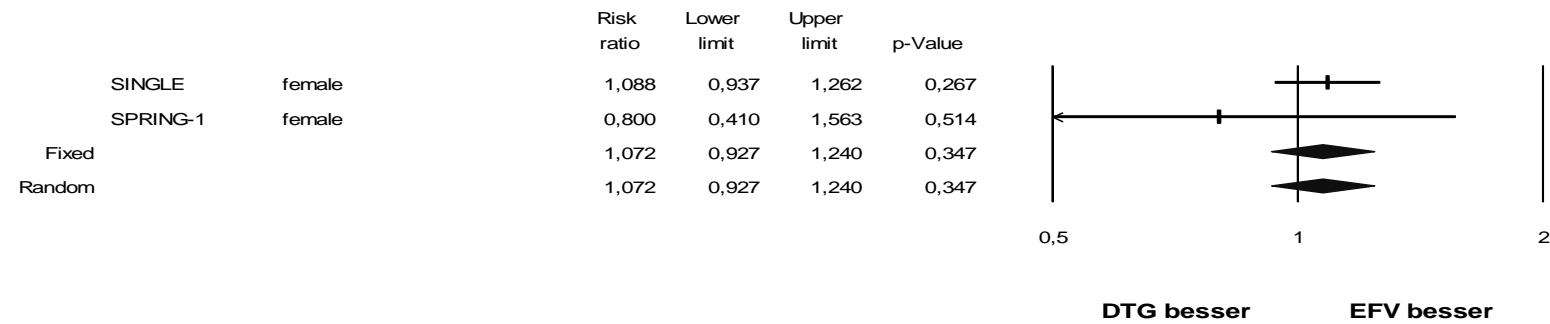 Risk Lower Upper
ratio limit limit p-Value
SINGLE female 1,088 0,937 1,262 0,267
SPRING-1 female 0,800 0,410 1,563 0,514
Fixed 1,072 0,927 1,240 0,347
Random 1,072 0,927 1,240 0,347
0,5 1 2
DTG besser EFV besser